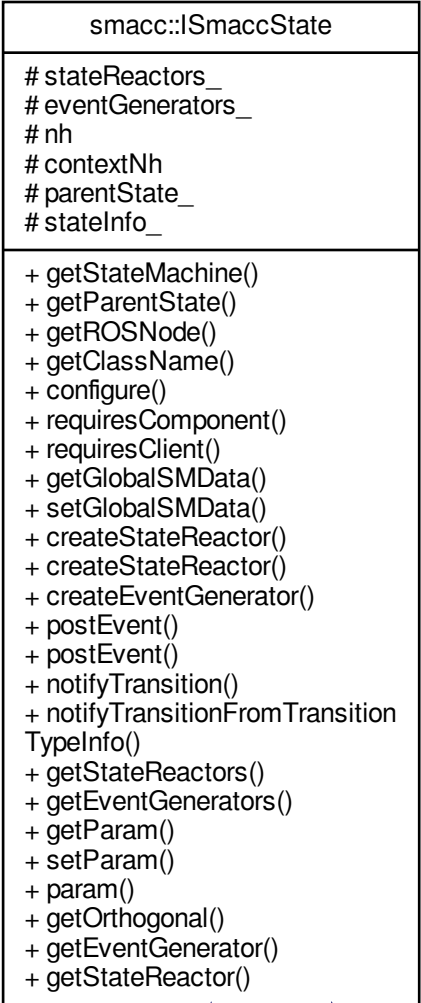 smacc::ISmaccState
# stateReactors_
# eventGenerators_
# nh
# contextNh
# parentState_
# stateInfo_
+ getStateMachine()
+ getParentState()
+ getROSNode()
+ getClassName()
+ configure()
+ requiresComponent()
+ requiresClient()
+ getGlobalSMData()
+ setGlobalSMData()
+ createStateReactor()
+ createStateReactor()
+ createEventGenerator()
+ postEvent()
+ postEvent()
+ notifyTransition()
+ notifyTransitionFromTransition
TypeInfo()
+ getStateReactors()
+ getEventGenerators()
+ getParam()
+ setParam()
+ param()
+ getOrthogonal()
+ getEventGenerator()
+ getStateReactor()